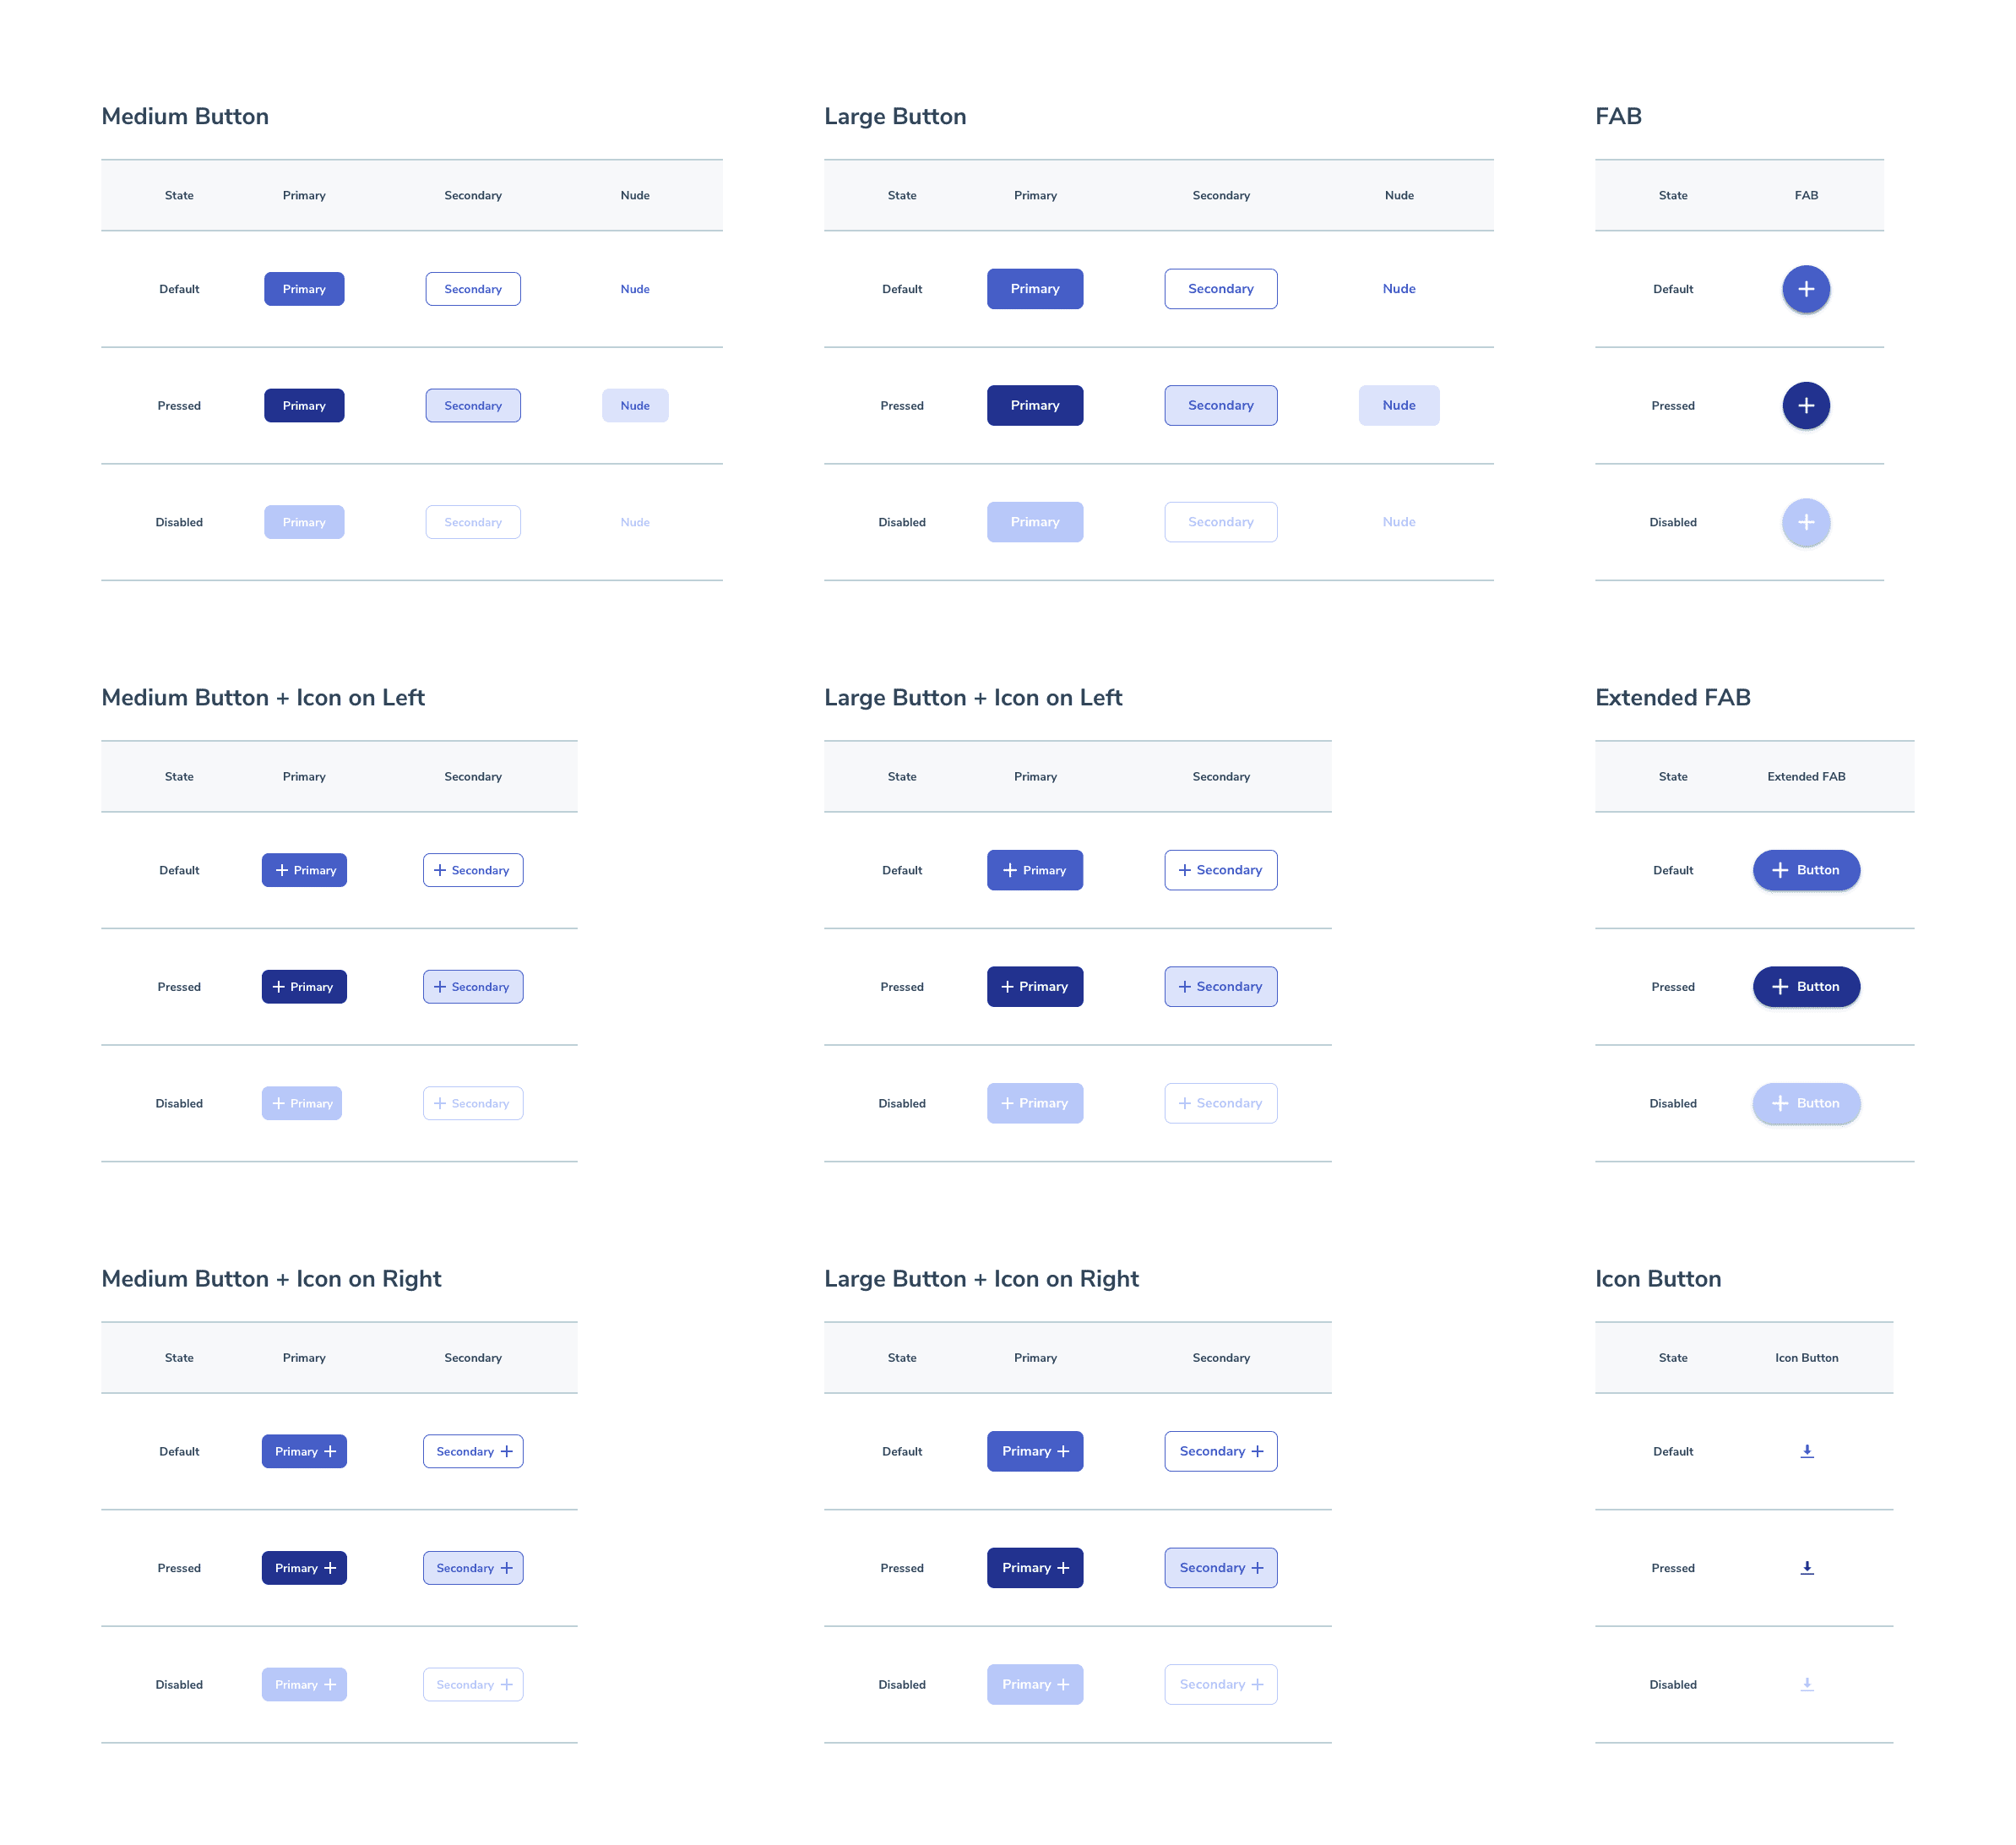 Medium Button
State Primary Secondary Nude
Default Primary Secondary Nude
Pressed Primary Secondary Nude
Disabled Primary Secondary Nude
Large Button
State Primary Secondary Nude
Default Primary Secondary Nude
Pressed Primary Secondary Nude
Disabled Primary Secondary Nude
FAB
State FAB
Default
Pressed
Disabled
Medium Button + Icon on Left
State Primary Secondary
Default Primary Secondary
Pressed Primary Secondary
Disabled Primary Secondary
Large Button + Icon on Left
State Primary Secondary
Default Primary Secondary
Pressed Primary Secondary
Disabled Primary Secondary
Extended FAB
State Extended FAB
Default Button
Pressed Button
Disabled Button
Medium Button + Icon on Right
State Primary Secondary
Default Primary Secondary
Pressed Primary Secondary
Disabled Primary Secondary
Large Button + Icon on Right
State Primary Secondary
Default Primary Secondary
Pressed Primary Secondary
Disabled Primary Secondary
Icon Button
State Icon Button
Default
Pressed
Disabled